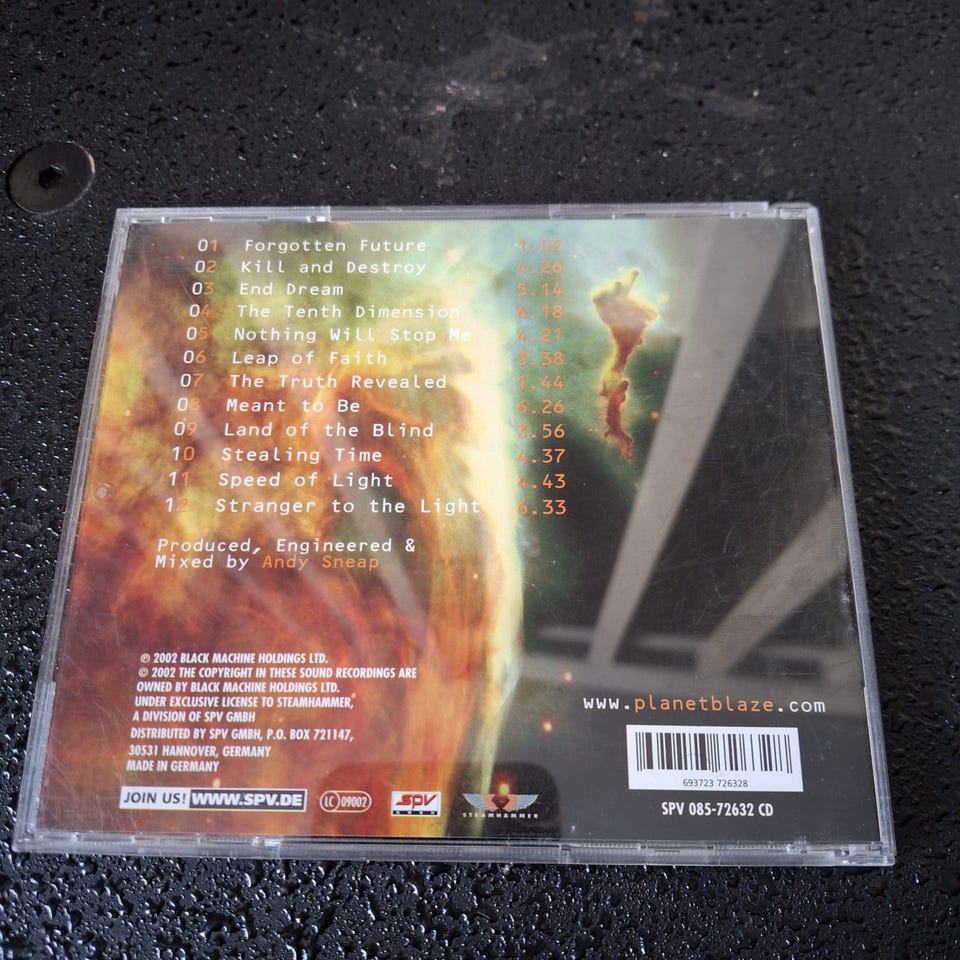 01 Forgotten Future 1.02
02 Kill and Destroy 4.26
03 End Dream 5.14
04 The Tenth Dimension 6.18
05 Nothing Will Stop Me 4.21
06 Leap of Faith 3.38
07 The Truth Revealed 1.44
08 Meant to Be 6.26
09 Land of the Blind 3.56
10 Stealing Time 4.37
11 Speed of Light 4.43
12 Stranger to the Light 6.33
Produced, Engineered &
Mixed by Andy Sneap
℗ 2002 BLACK MACHINE HOLDINGS LTD.
© 2002 THE COPYRIGHT IN THESE SOUND RECORDINGS ARE
OWNED BY BLACK MACHINE HOLDINGS LTD.
UNDER EXCLUSIVE LICENSE TO STEAMHAMMER,
A DIVISION OF SPV GMBH
DISTRIBUTED BY SPV GMBH, P.O. BOX 721147,
30531 HANNOVER, GERMANY
MADE IN GERMANY
www.planetblaze.com
693723 726328
SPV 085-72632 CD
JOIN US! WWW.SPV.DE
LC 09002
SPV
STEAMHAMMER